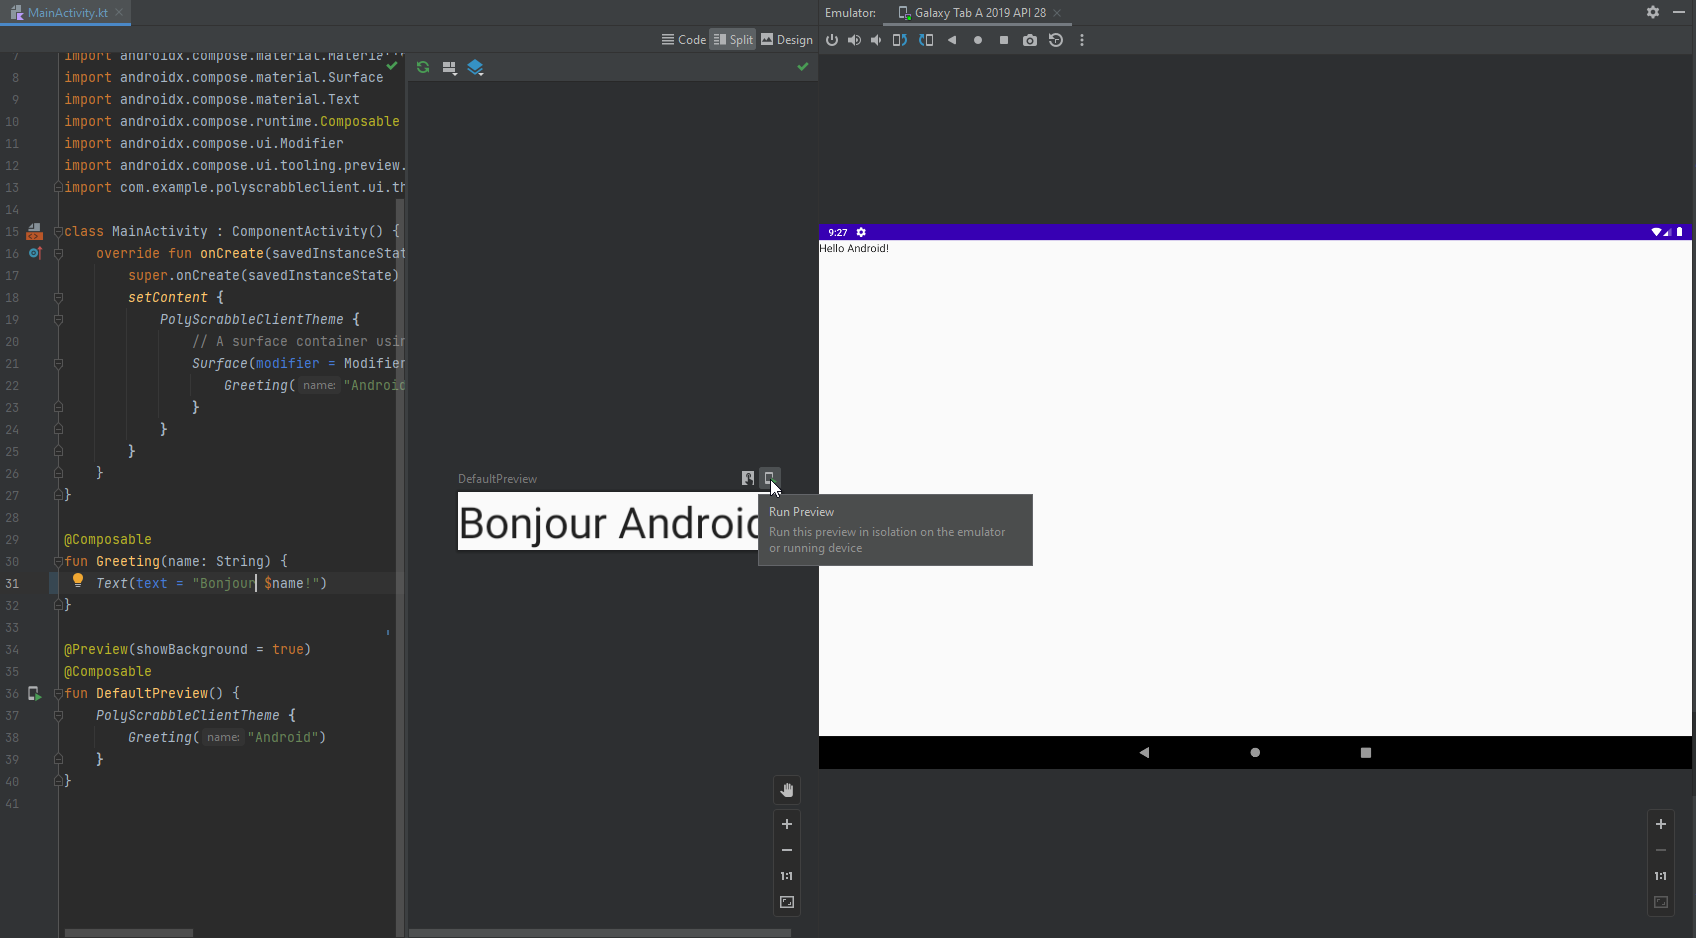 MainActivity.kt
Emulator: Galaxy Tab A 2019 API 28
Code Split Design
7 import androidx.compose.material.Materia
8 import androidx.compose.material.Surface
9 import androidx.compose.material.Text
10 import androidx.compose.runtime.Composable
11 import androidx.compose.ui.Modifier
12 import androidx.compose.ui.tooling.preview.
13 import com.example.polyscrabbleclient.ui.th
14
15 class MainActivity : ComponentActivity() {
16 override fun onCreate(savedInstanceStat
17 super.onCreate(savedInstanceState)
18 setContent {
19 PolyScrabbleClientTheme {
20 // A surface container usin
21 Surface(modifier = Modifier
22 Greeting( name: "Android
23 }
24 }
25 }
26 }
27 }
28
29 @Composable
30 fun Greeting(name: String) {
31 Text(text = "Bonjour $name!")
32 }
33
34 @Preview(showBackground = true)
35 @Composable
36 fun DefaultPreview() {
37 PolyScrabbleClientTheme {
38 Greeting( name: "Android")
39 }
40 }
41
DefaultPreview
Bonjour Android
Run Preview
Run this preview in isolation on the emulator
or running device
1:1
9:27
Hello Android!
1:1